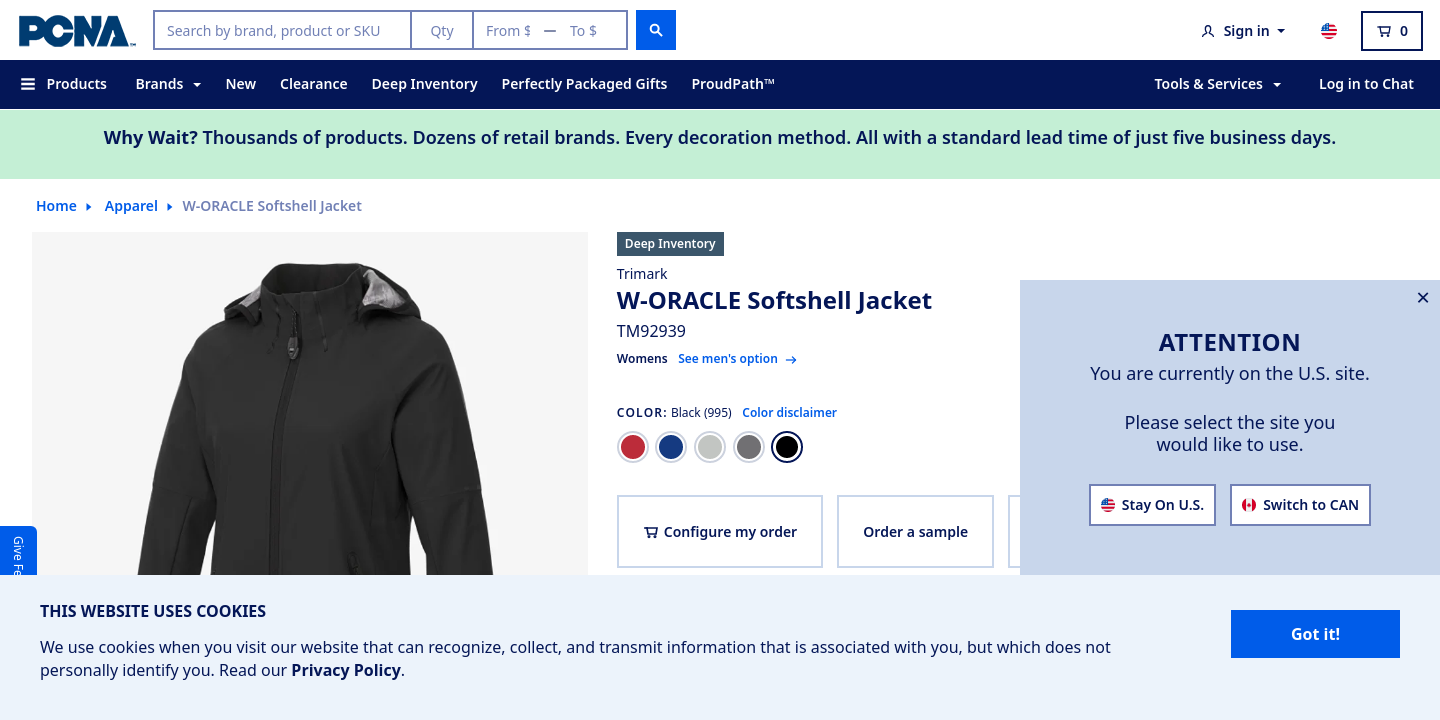 PCNA™
Search by brand, product or SKU
Qty
From $ — To $
Sign in
0
Products
Brands
New
Clearance
Deep Inventory
Perfectly Packaged Gifts
ProudPath™
Tools & Services
Log in to Chat
Why Wait? Thousands of products. Dozens of retail brands. Every decoration method. All with a standard lead time of just five business days.
Home
Apparel
W-ORACLE Softshell Jacket
Deep Inventory
Trimark
W-ORACLE Softshell Jacket
TM92939
Womens See men's option →
COLOR: Black (995) Color disclaimer
Configure my order
Order a sample
ATTENTION
You are currently on the U.S. site.
Please select the site you
would like to use.
Stay On U.S.
Switch to CAN
Give
THIS WEBSITE USES COOKIES
We use cookies when you visit our website that can recognize, collect, and transmit information that is associated with you, but which does not
personally identify you. Read our Privacy Policy.
Got it!